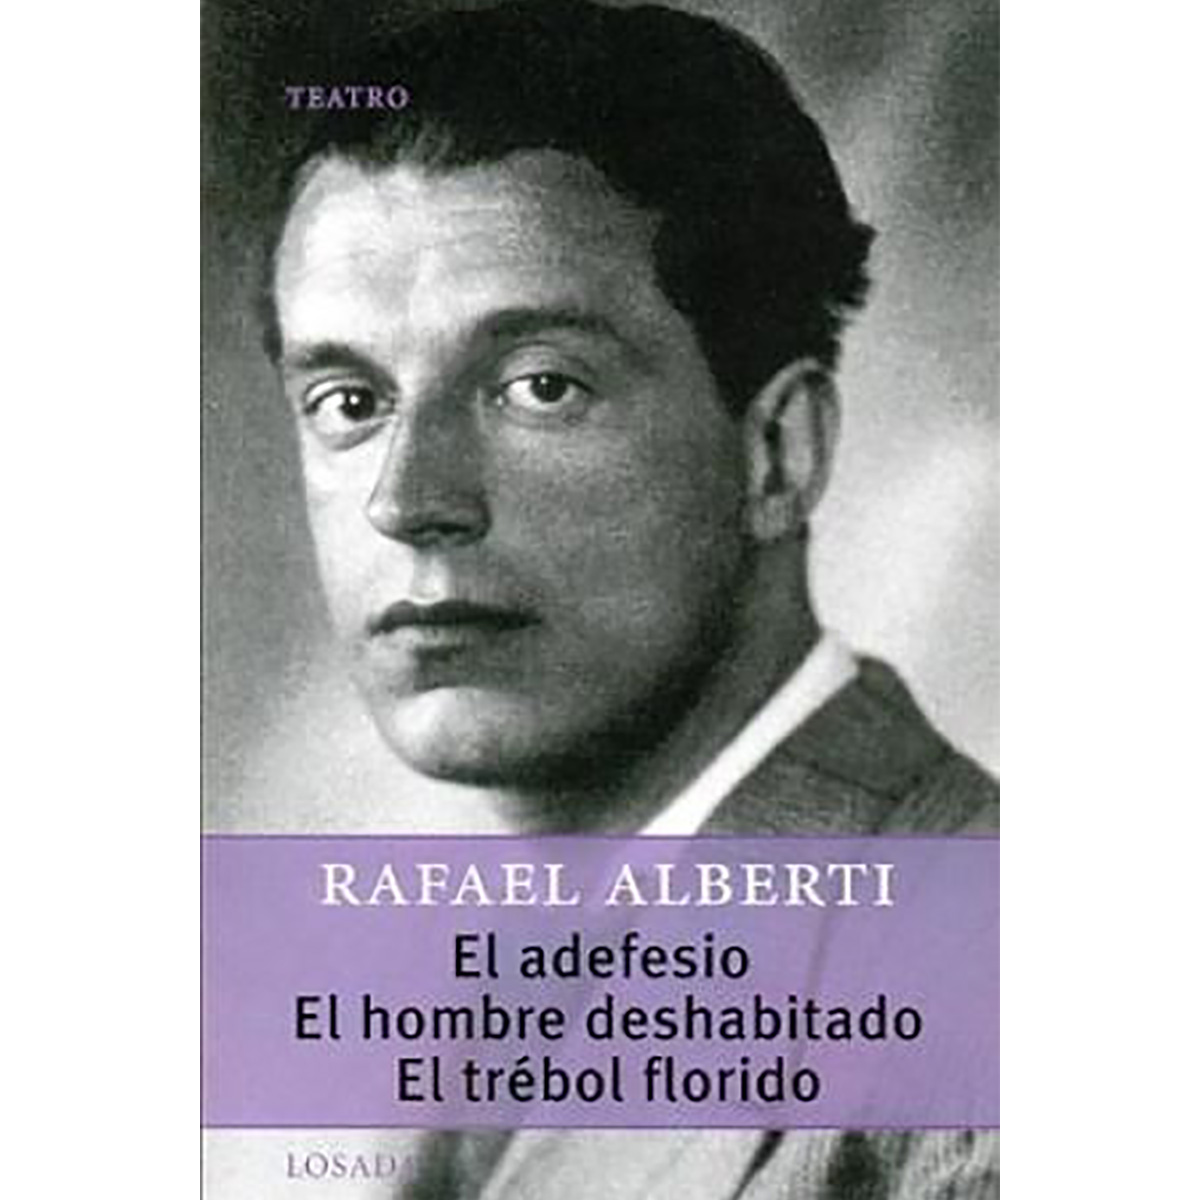 TEATRO
RAFAEL ALBERTI
El adefesio
El hombre deshabitado
El trébol florido
LOSADA